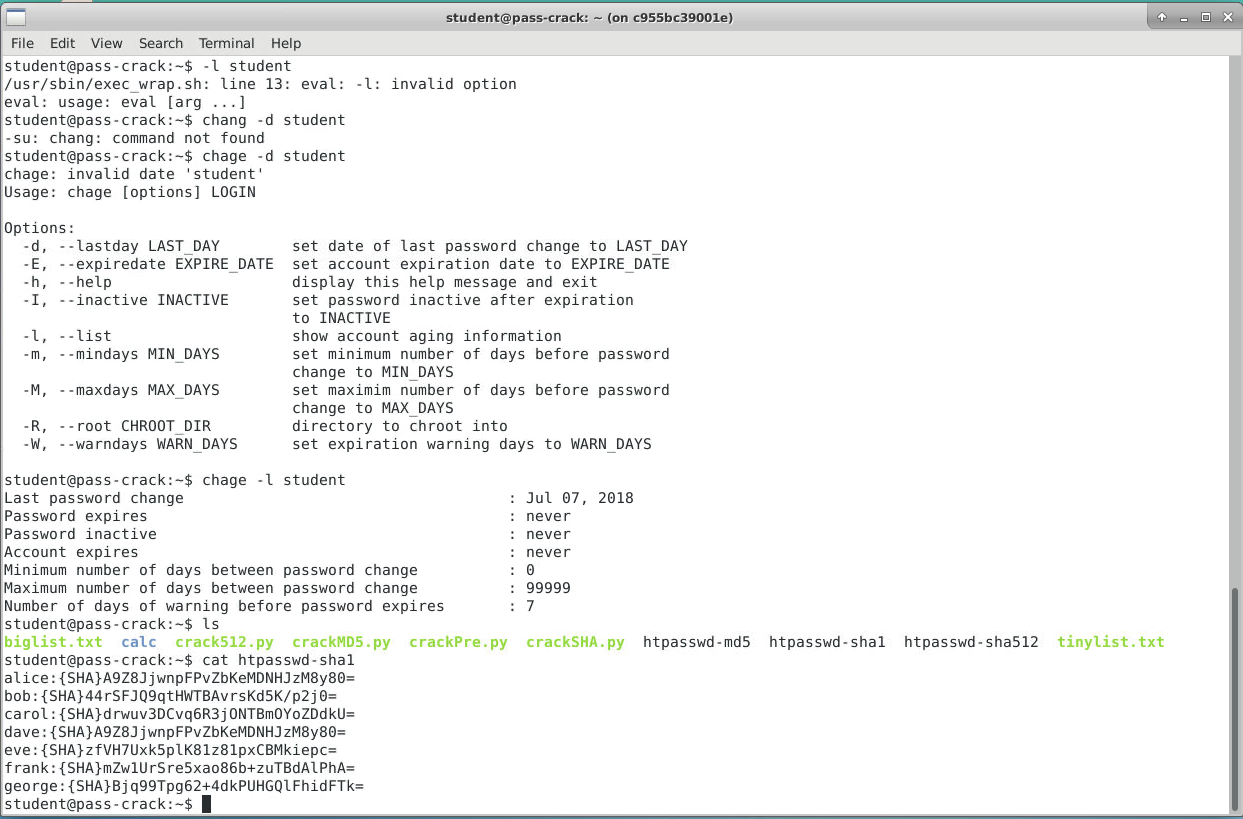 student@pass-crack: ~ (on c955bc39001e)
File Edit View Search Terminal Help
student@pass-crack:~$ -l student
/usr/sbin/exec_wrap.sh: line 13: eval: -l: invalid option
eval: usage: eval [arg ...]
student@pass-crack:~$ chang -d student
-su: chang: command not found
student@pass-crack:~$ chage -d student
chage: invalid date 'student'
Usage: chage [options] LOGIN
Options:
  -d, --lastday LAST_DAY        set date of last password change to LAST_DAY
  -E, --expiredate EXPIRE_DATE  set account expiration date to EXPIRE_DATE
  -h, --help                    display this help message and exit
  -I, --inactive INACTIVE       set password inactive after expiration
                                to INACTIVE
  -l, --list                    show account aging information
  -m, --mindays MIN_DAYS        set minimum number of days before password
                                change to MIN_DAYS
  -M, --maxdays MAX_DAYS        set maximim number of days before password
                                change to MAX_DAYS
  -R, --root CHROOT_DIR         directory to chroot into
  -W, --warndays WARN_DAYS      set expiration warning days to WARN_DAYS
student@pass-crack:~$ chage -l student
Last password change                                    : Jul 07, 2018
Password expires                                        : never
Password inactive                                       : never
Account expires                                         : never
Minimum number of days between password change          : 0
Maximum number of days between password change          : 99999
Number of days of warning before password expires       : 7
student@pass-crack:~$ ls
biglist.txt  calc  crack512.py  crackMD5.py  crackPre.py  crackSHA.py  htpasswd-md5  htpasswd-sha1  htpasswd-sha512  tinylist.txt
student@pass-crack:~$ cat htpasswd-sha1
alice:{SHA}A9Z8JjwnpFPvZbKeMDNHJzM8y80=
bob:{SHA}44rSFJQ9qtHWTBAvrsKd5K/p2j0=
carol:{SHA}drwuv3DCvq6R3jONTBmOYoZDdkU=
dave:{SHA}A9Z8JjwnpFPvZbKeMDNHJzM8y80=
eve:{SHA}zfVH7Uxk5plK81z81pxCBMkiepc=
frank:{SHA}mZw1UrSre5xao86b+zuTBdAlPhA=
george:{SHA}Bjq99Tpg62+4dkPUHGQlFhidFTk=
student@pass-crack:~$